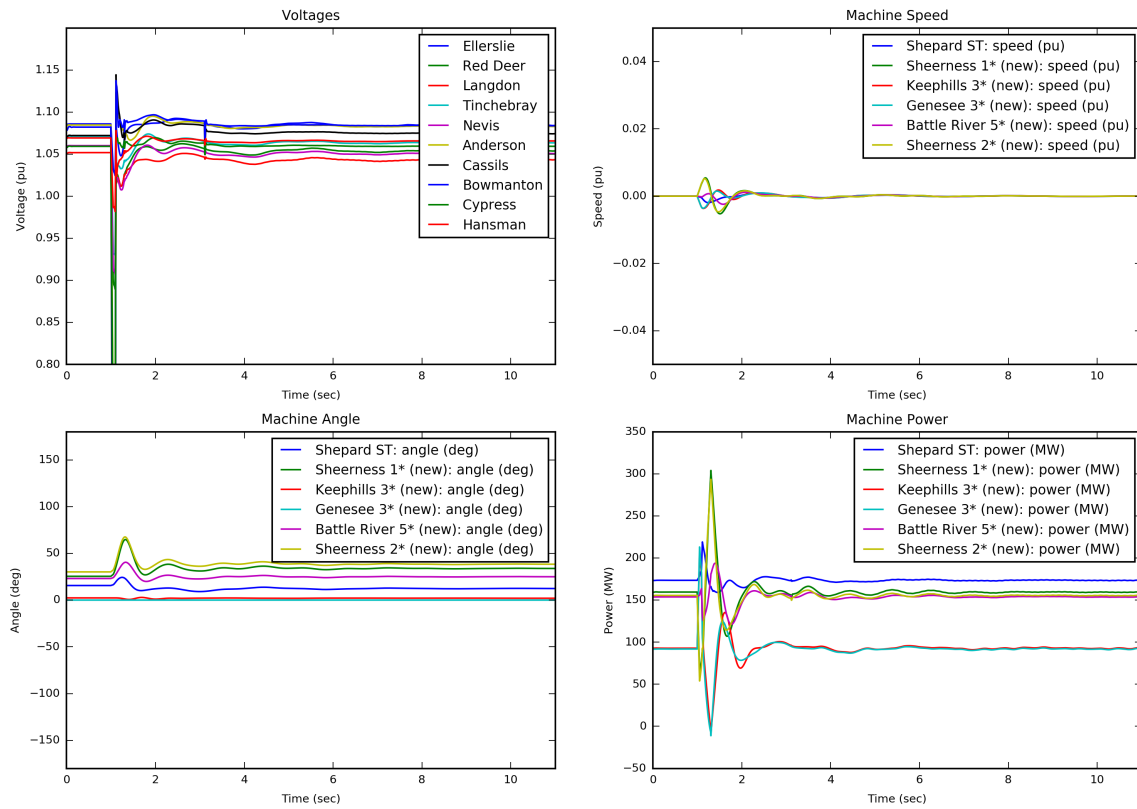 Voltages
1.15
1.10
1.05
1.00
0.95
0.90
0.85
0.80
Voltage (pu)
0
2
4
6
8
10
Time (sec)
Ellerslie
Red Deer
Langdon
Tinchebray
Nevis
Anderson
Cassils
Bowmanton
Cypress
Hansman
Machine Speed
0.04
0.02
0.00
−0.02
−0.04
Speed (pu)
0
2
4
6
8
10
Time (sec)
Shepard ST: speed (pu)
Sheerness 1* (new): speed (pu)
Keephills 3* (new): speed (pu)
Genesee 3* (new): speed (pu)
Battle River 5* (new): speed (pu)
Sheerness 2* (new): speed (pu)
Machine Angle
150
100
50
0
−50
−100
−150
Angle (deg)
0
2
4
6
8
10
Time (sec)
Shepard ST: angle (deg)
Sheerness 1* (new): angle (deg)
Keephills 3* (new): angle (deg)
Genesee 3* (new): angle (deg)
Battle River 5* (new): angle (deg)
Sheerness 2* (new): angle (deg)
Machine Power
350
300
250
200
150
100
50
0
−50
Power (MW)
0
2
4
6
8
10
Time (sec)
Shepard ST: power (MW)
Sheerness 1* (new): power (MW)
Keephills 3* (new): power (MW)
Genesee 3* (new): power (MW)
Battle River 5* (new): power (MW)
Sheerness 2* (new): power (MW)